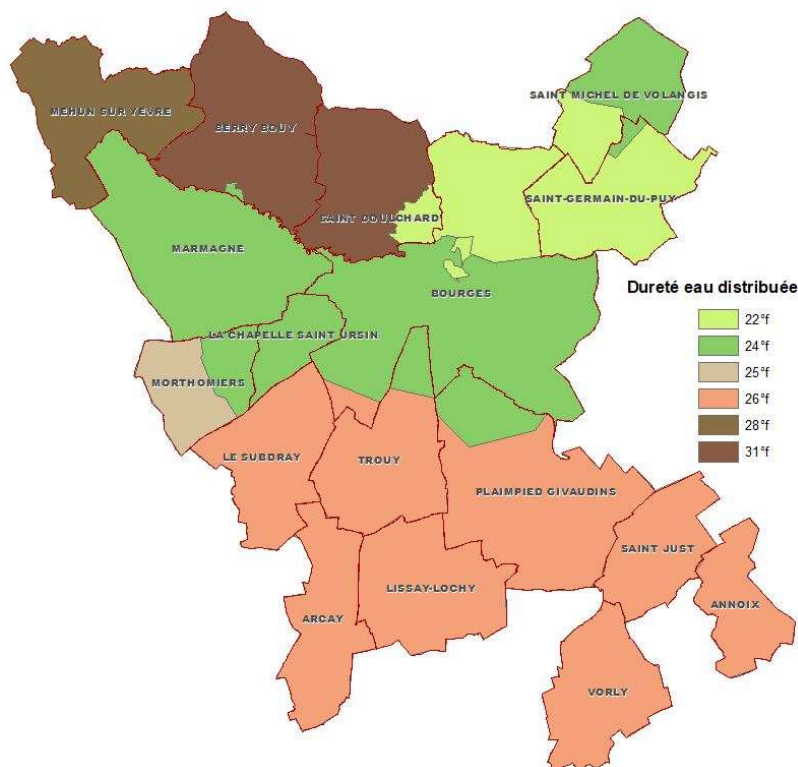 SAINT MICHEL DE VOLANGIS
MEHUN SUR YEVRE
BERRY BOUY
SAINT-GERMAIN-DU-PUY
SAINT DOULCHARD
MARMAGNE
BOURGES
Dureté eau distribuée
22°f
24°f
25°f
26°f
28°f
31°f
LA CHAPELLE SAINT URSIN
MORTHOMIERS
LE SUBDRAY
TROUY
PLAIMPIED GIVAUDINS
SAINT JUST
LISSAY-LOCHY
ANNOIX
ARCAY
VORLY